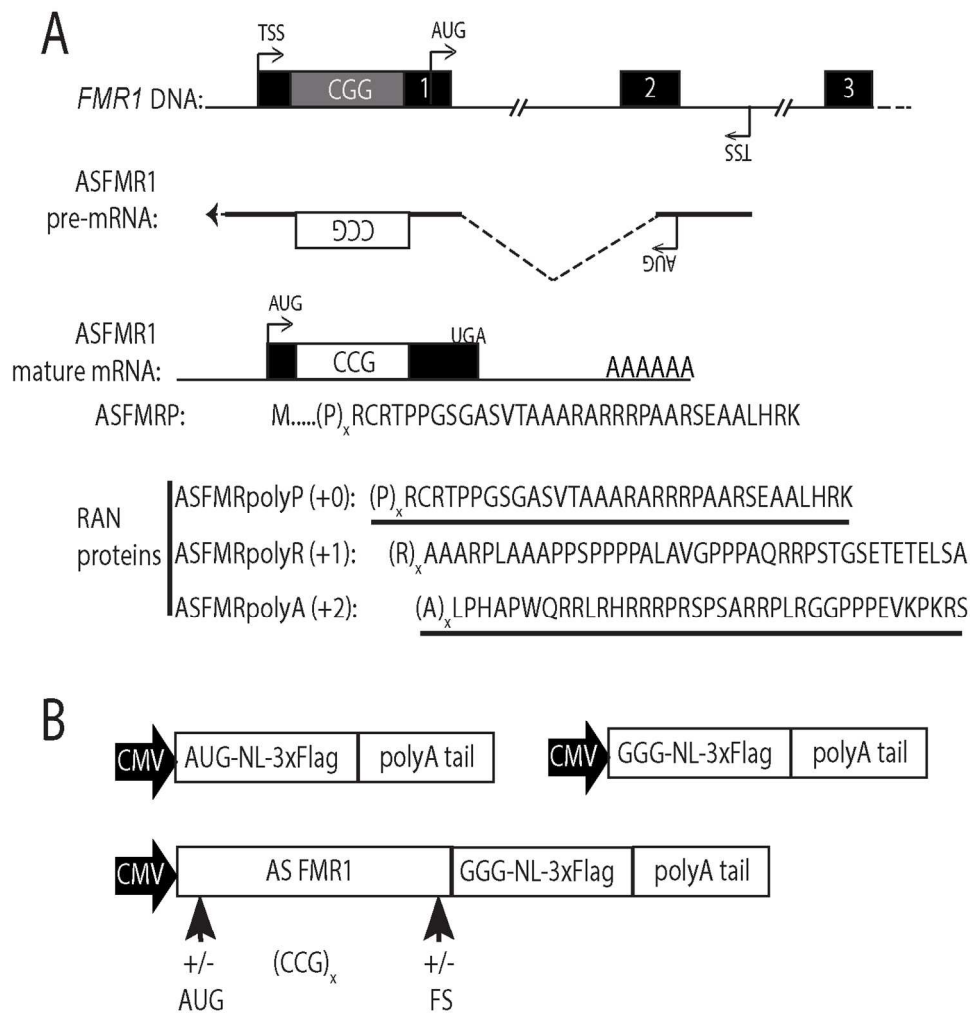 A
TSS
AUG
FMR1 DNA:
CGG
1
2
3
TSS
ASFMR1
pre-mRNA:
CCG
AUG
ASFMR1
mature mRNA:
AUG
CCG
UGA
AAAAAA
ASFMRP:
M.....(P)xRCRTPPGSGASVTAAARARRRPAARSEAALHRK
RAN
proteins
ASFMRpolyP (+0): (P)xRCRTPPGSGASVTAAARARRRPAARSEAALHRK
ASFMRpolyR (+1): (R)xAAARPLAAAPPSPPPPALAVGPPPAQRRPSTGSETETELSA
ASFMRpolyA (+2): (A)xLPHAPWQRRLRHRRRPRSPSARRPLRGGPPPEVKPKRS
B
CMV AUG-NL-3xFlag polyA tail
CMV GGG-NL-3xFlag polyA tail
CMV AS FMR1 GGG-NL-3xFlag polyA tail
+/- (CCG)x +/-
AUG FS